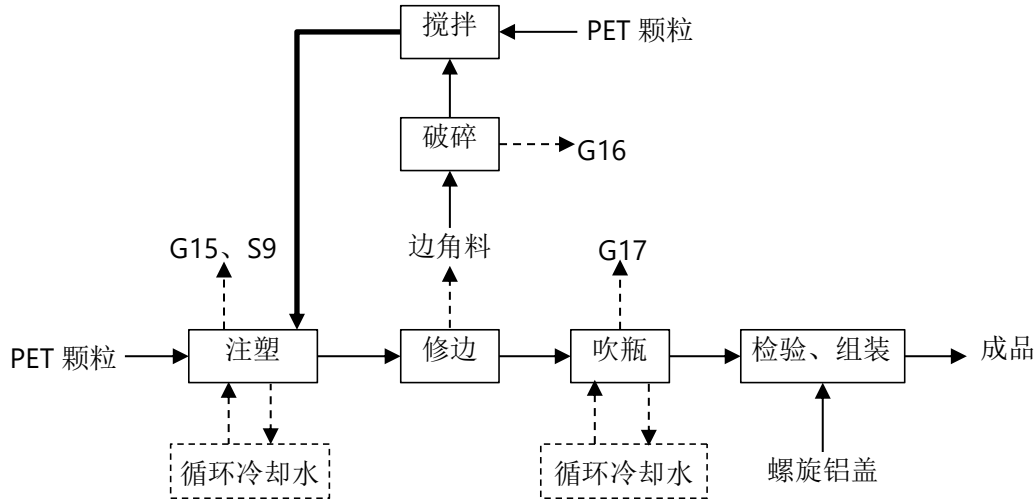 搅拌
PET 颗粒
破碎
G16
边角料
G15、S9
G17
PET 颗粒
注塑
修边
吹瓶
检验、组装
成品
循环冷却水
循环冷却水
螺旋铝盖